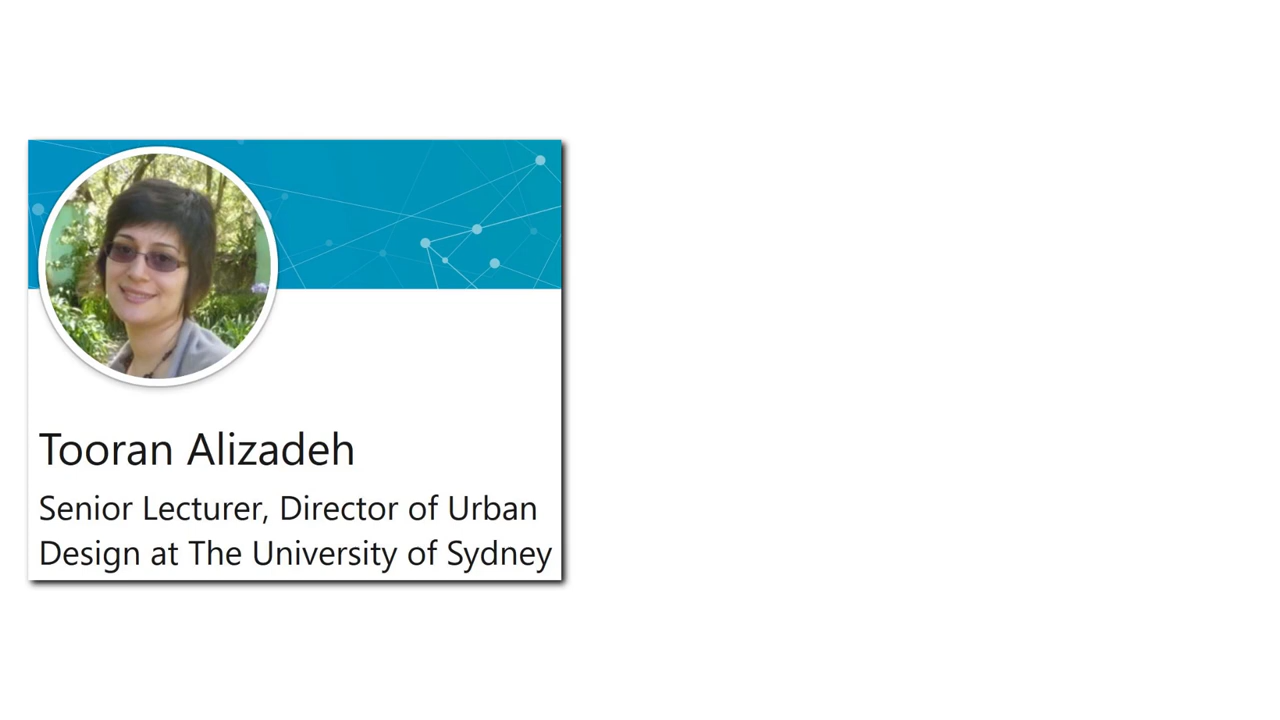 Tooran Alizadeh
Senior Lecturer, Director of Urban
Design at The University of Sydney